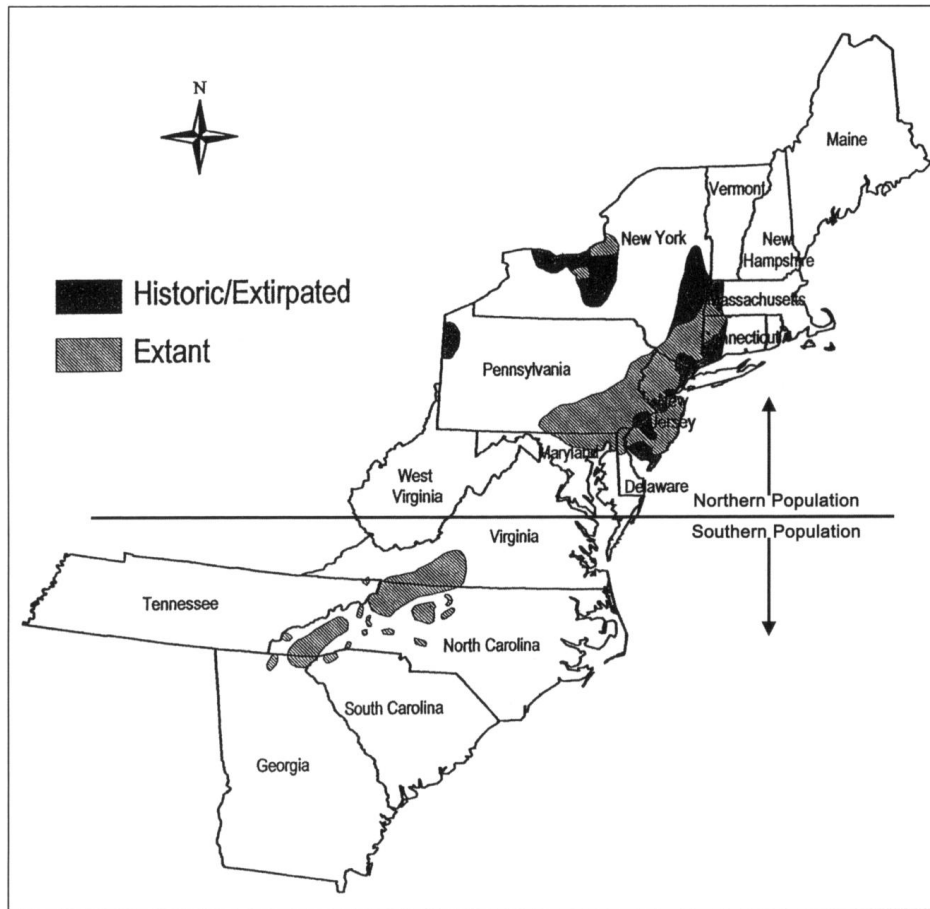 N
Maine
Vermont
New York
New
Hampshire
Historic/Extirpated
Massachusetts
Extant
Connecticut
Pennsylvania
New
Jersey
Maryland
West
Virginia
Delaware
Northern Population
Southern Population
Virginia
Tennessee
North Carolina
South Carolina
Georgia